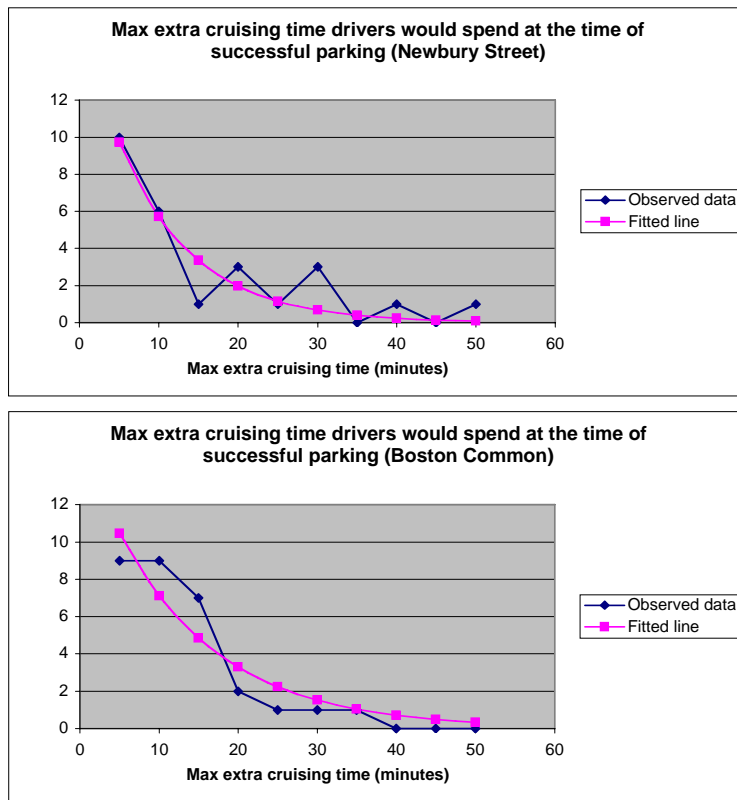 Max extra cruising time drivers would spend at the time of
successful parking (Newbury Street)
12
10
8
6
4
2
0
0 10 20 30 40 50 60
Max extra cruising time (minutes)
Observed data
Fitted line
Max extra cruising time drivers would spend at the time of
successful parking (Boston Common)
12
10
8
6
4
2
0
0 10 20 30 40 50 60
Max extra cruising time (minutes)
Observed data
Fitted line